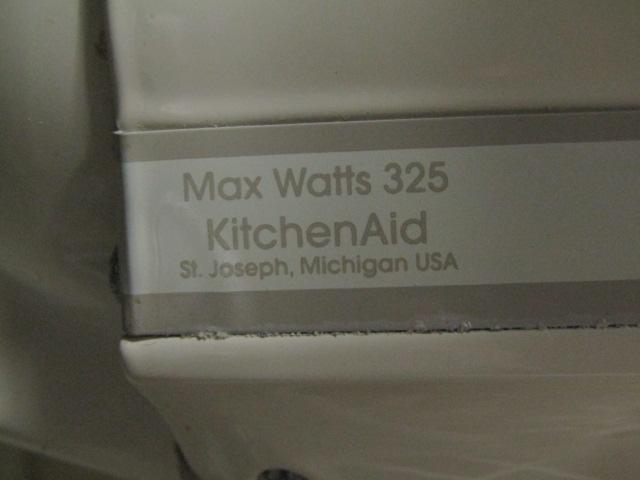 Max Watts 325
KitchenAid
St. Joseph, Michigan USA